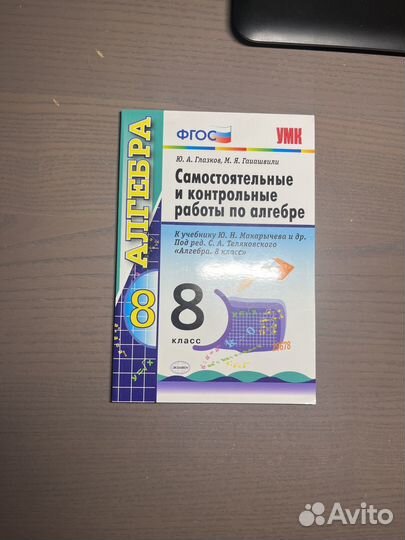 ФГОС
УМК
Ю. А. Глазков, М. Я. Гаиашвили
Самостоятельные
и контрольные
работы по алгебре
К учебнику Ю. Н. Макарычева и др.
Под ред. С. А. Теляковского
«Алгебра. 8 класс»
8
класс
АЛГЕБРА
8
ЭКЗАМЕН
Avito